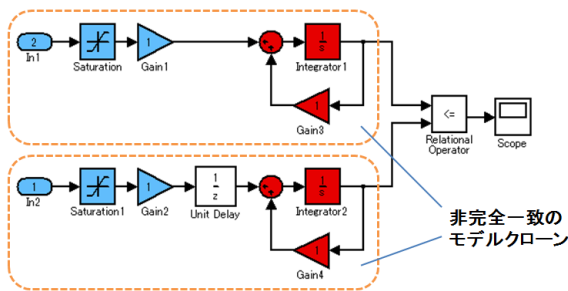 2
1
1/s
In1
Saturation
Gain1
Integrator1
1
Gain3
<=
Relational
Operator
Scope
1
1
1/z
1/s
In2
Saturation1
Gain2
Unit Delay
Integrator2
1
Gain4
非完全一致の
モデルクローン